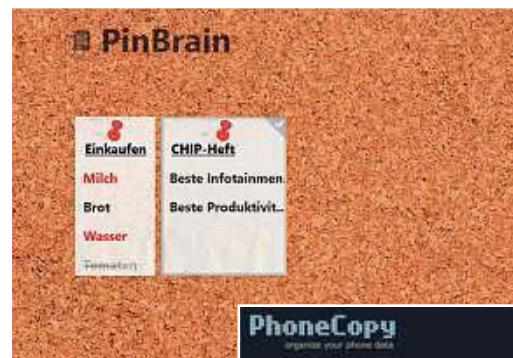 PinBrain
Einkaufen
Milch
Brot
Wasser
Tomaten
CHIP-Heft
Beste Infotainmen.
Beste Produktivit...
PhoneCopy
organize your phone data